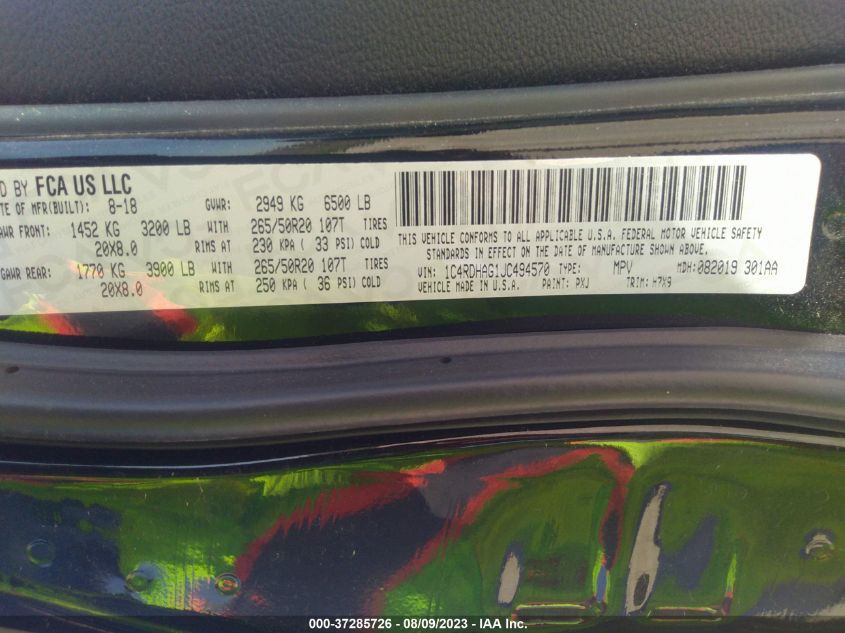 D BY FCA US LLC
TE OF MFR(BUILT): 8-18 GVWR: 2949 KG 6500 LB
AWR FRONT: 1452 KG 3200 LB WITH 265/50R20 107T TIRES
20X8.0 RIMS AT 230 KPA ( 33 PSI) COLD
GAWR REAR: 1770 KG 3900 LB WITH 265/50R20 107T TIRES
20X8.0 RIMS AT 250 KPA ( 36 PSI) COLD
THIS VEHICLE CONFORMS TO ALL APPLICABLE U.S.A. FEDERAL MOTOR VEHICLE SAFETY
STANDARDS IN EFFECT ON THE DATE OF MANUFACTURE SHOWN ABOVE.
VIN: 1C4RDHAG1JC494570 TYPE: MPV MDH: 082019 301AA
VEHICLE MADE IN U.S.A. PAINT: PXJ TRIM: H7X9
000-37285726 - 08/09/2023 - IAA Inc.